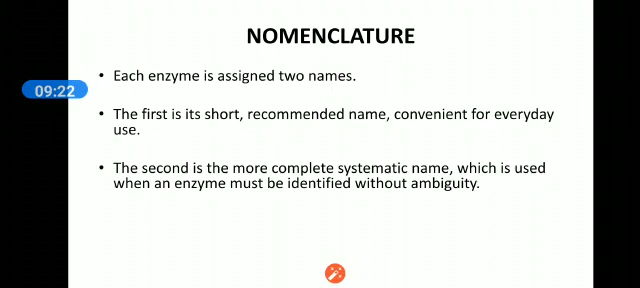 NOMENCLATURE
• Each enzyme is assigned two names.
09:22
• The first is its short, recommended name, convenient for everyday
use.
• The second is the more complete systematic name, which is used
when an enzyme must be identified without ambiguity.